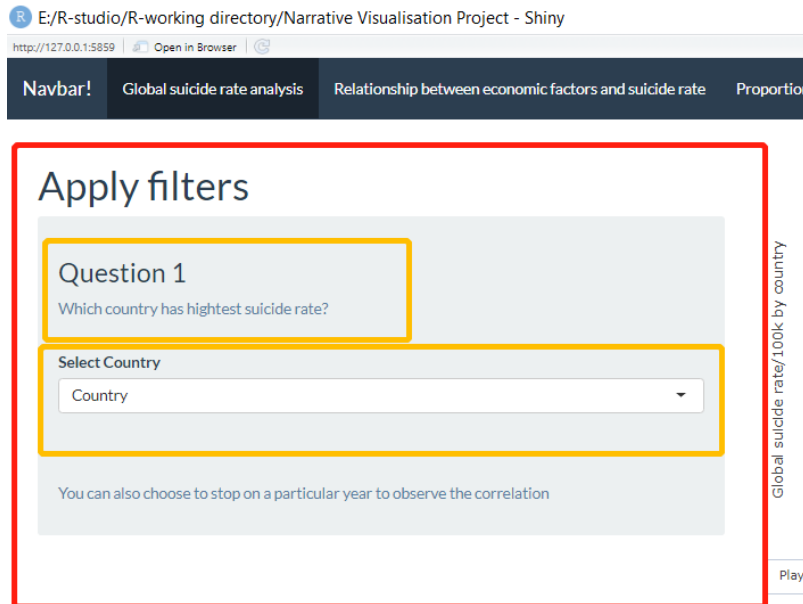 R E:/R-studio/R-working directory/Narrative Visualisation Project - Shiny
http://127.0.0.1:5859 Open in Browser
Navbar! Global suicide rate analysis Relationship between economic factors and suicide rate Proportion
Apply filters
Question 1
Which country has hightest suicide rate?
Select Country
Country
You can also choose to stop on a particular year to observe the correlation
Global suicide rate/100k by country
Play